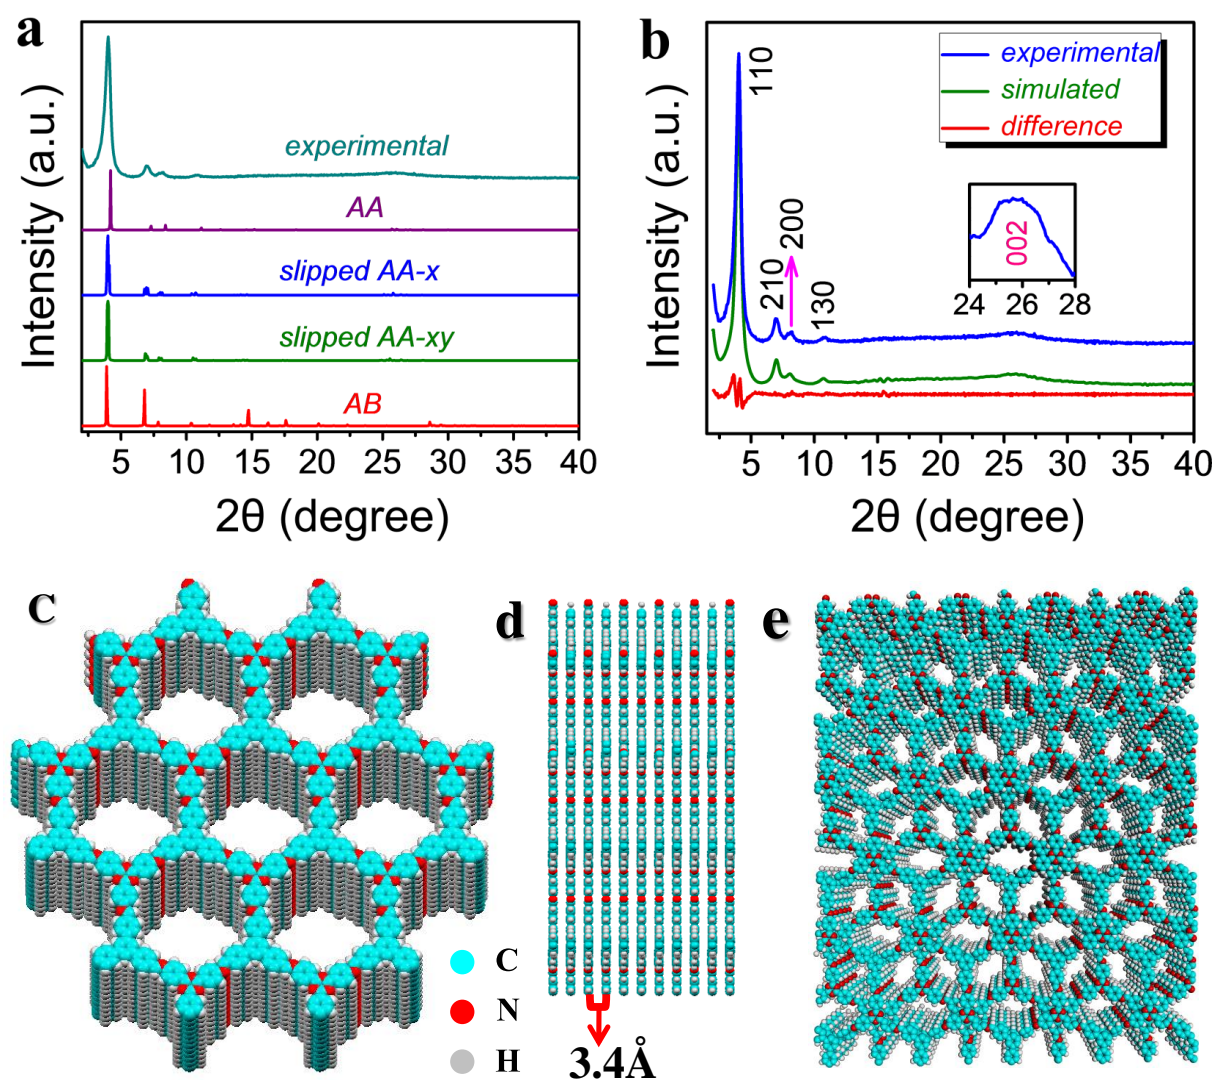 a
Intensity (a.u.)
experimental
AA
slipped AA-x
slipped AA-xy
AB
5 10 15 20 25 30 35 40
2θ (degree)
b
Intensity (a.u.)
110
210
200
130
experimental
simulated
difference
002
24 26 28
5 10 15 20 25 30 35 40
2θ (degree)
c
C
N
H
d
3.4Å
e